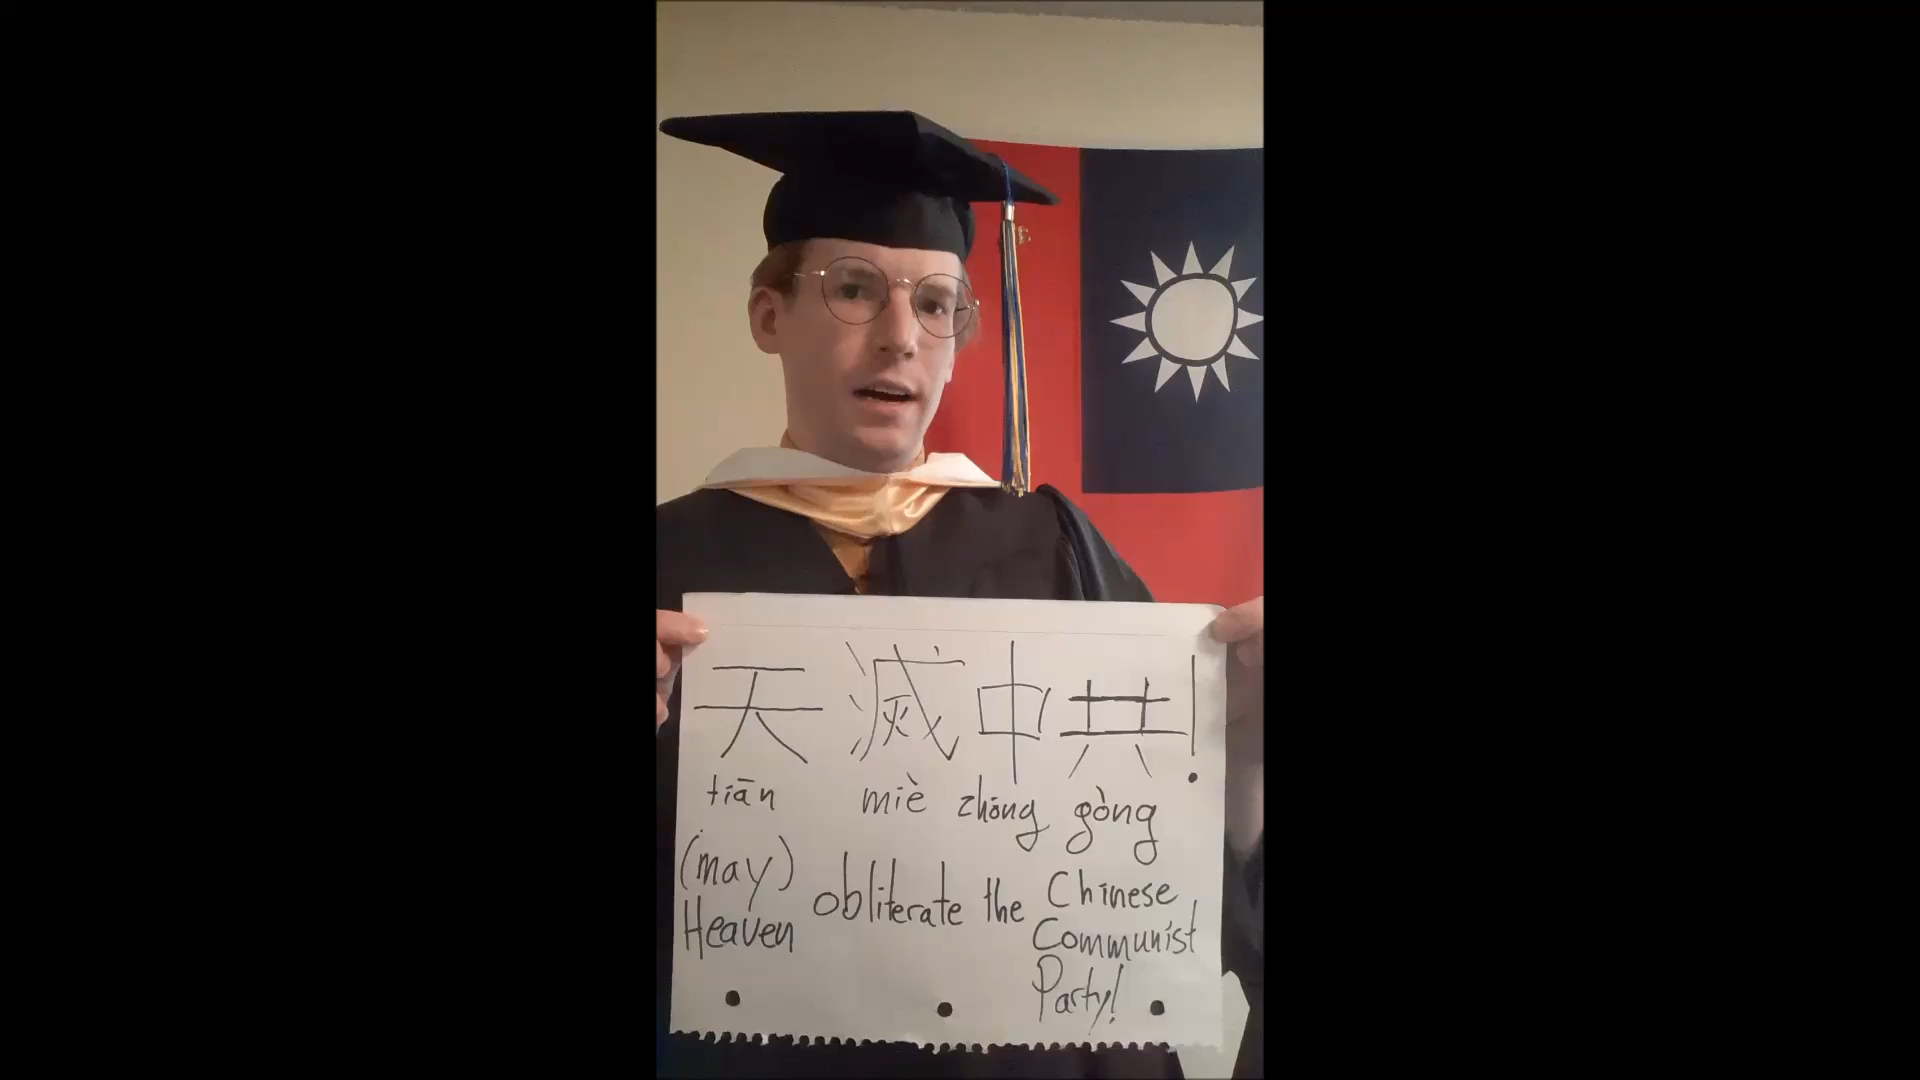 天滅中共!
tiān miè zhōng gòng
(may) Heaven obliterate the Chinese Communist Party!